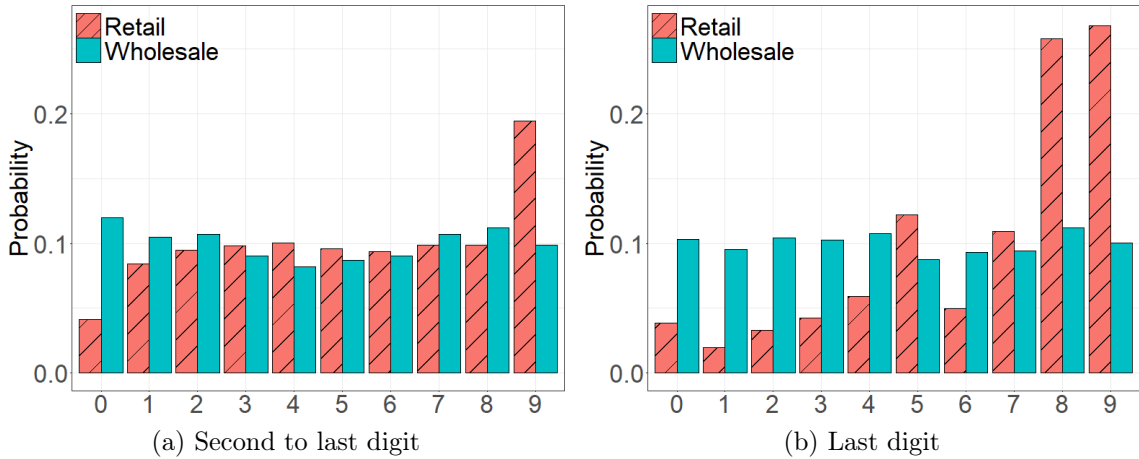 Retail
Wholesale
Probability
0.2
0.1
0.0
0 1 2 3 4 5 6 7 8 9
(a) Second to last digit
Retail
Wholesale
Probability
0.2
0.1
0.0
0 1 2 3 4 5 6 7 8 9
(b) Last digit